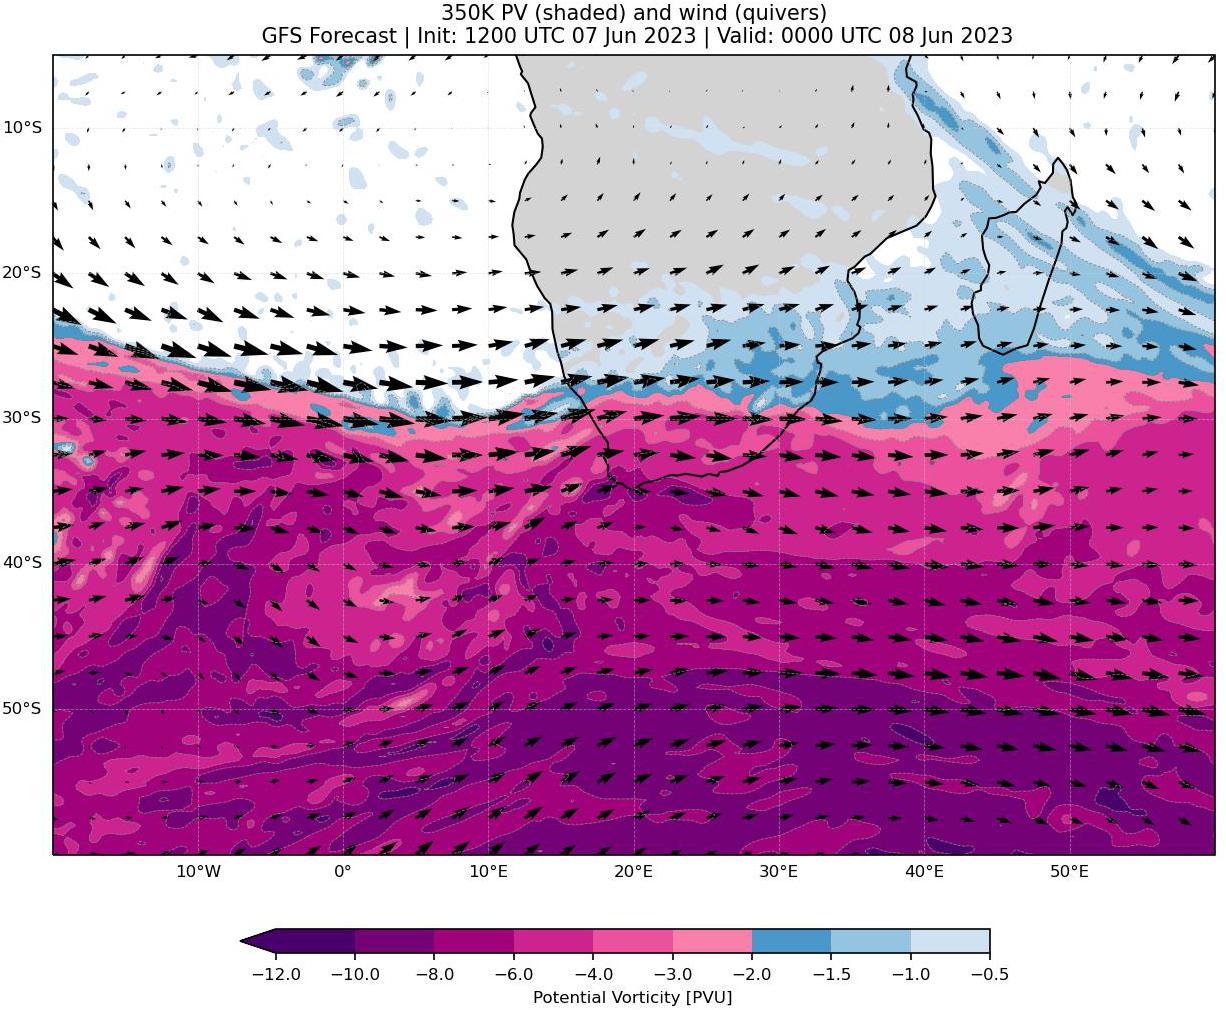 350K PV (shaded) and wind (quivers)
GFS Forecast | Init: 1200 UTC 07 Jun 2023 | Valid: 0000 UTC 08 Jun 2023
10°S
20°S
30°S
40°S
50°S
10°W 0° 10°E 20°E 30°E 40°E 50°E
−12.0 −10.0 −8.0 −6.0 −4.0 −3.0 −2.0 −1.5 −1.0 −0.5
Potential Vorticity [PVU]